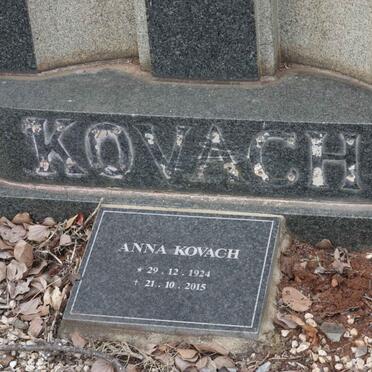 KOVACH
ANNA KOVACH
* 29 . 12 . 1924
† 21 . 10 . 2015